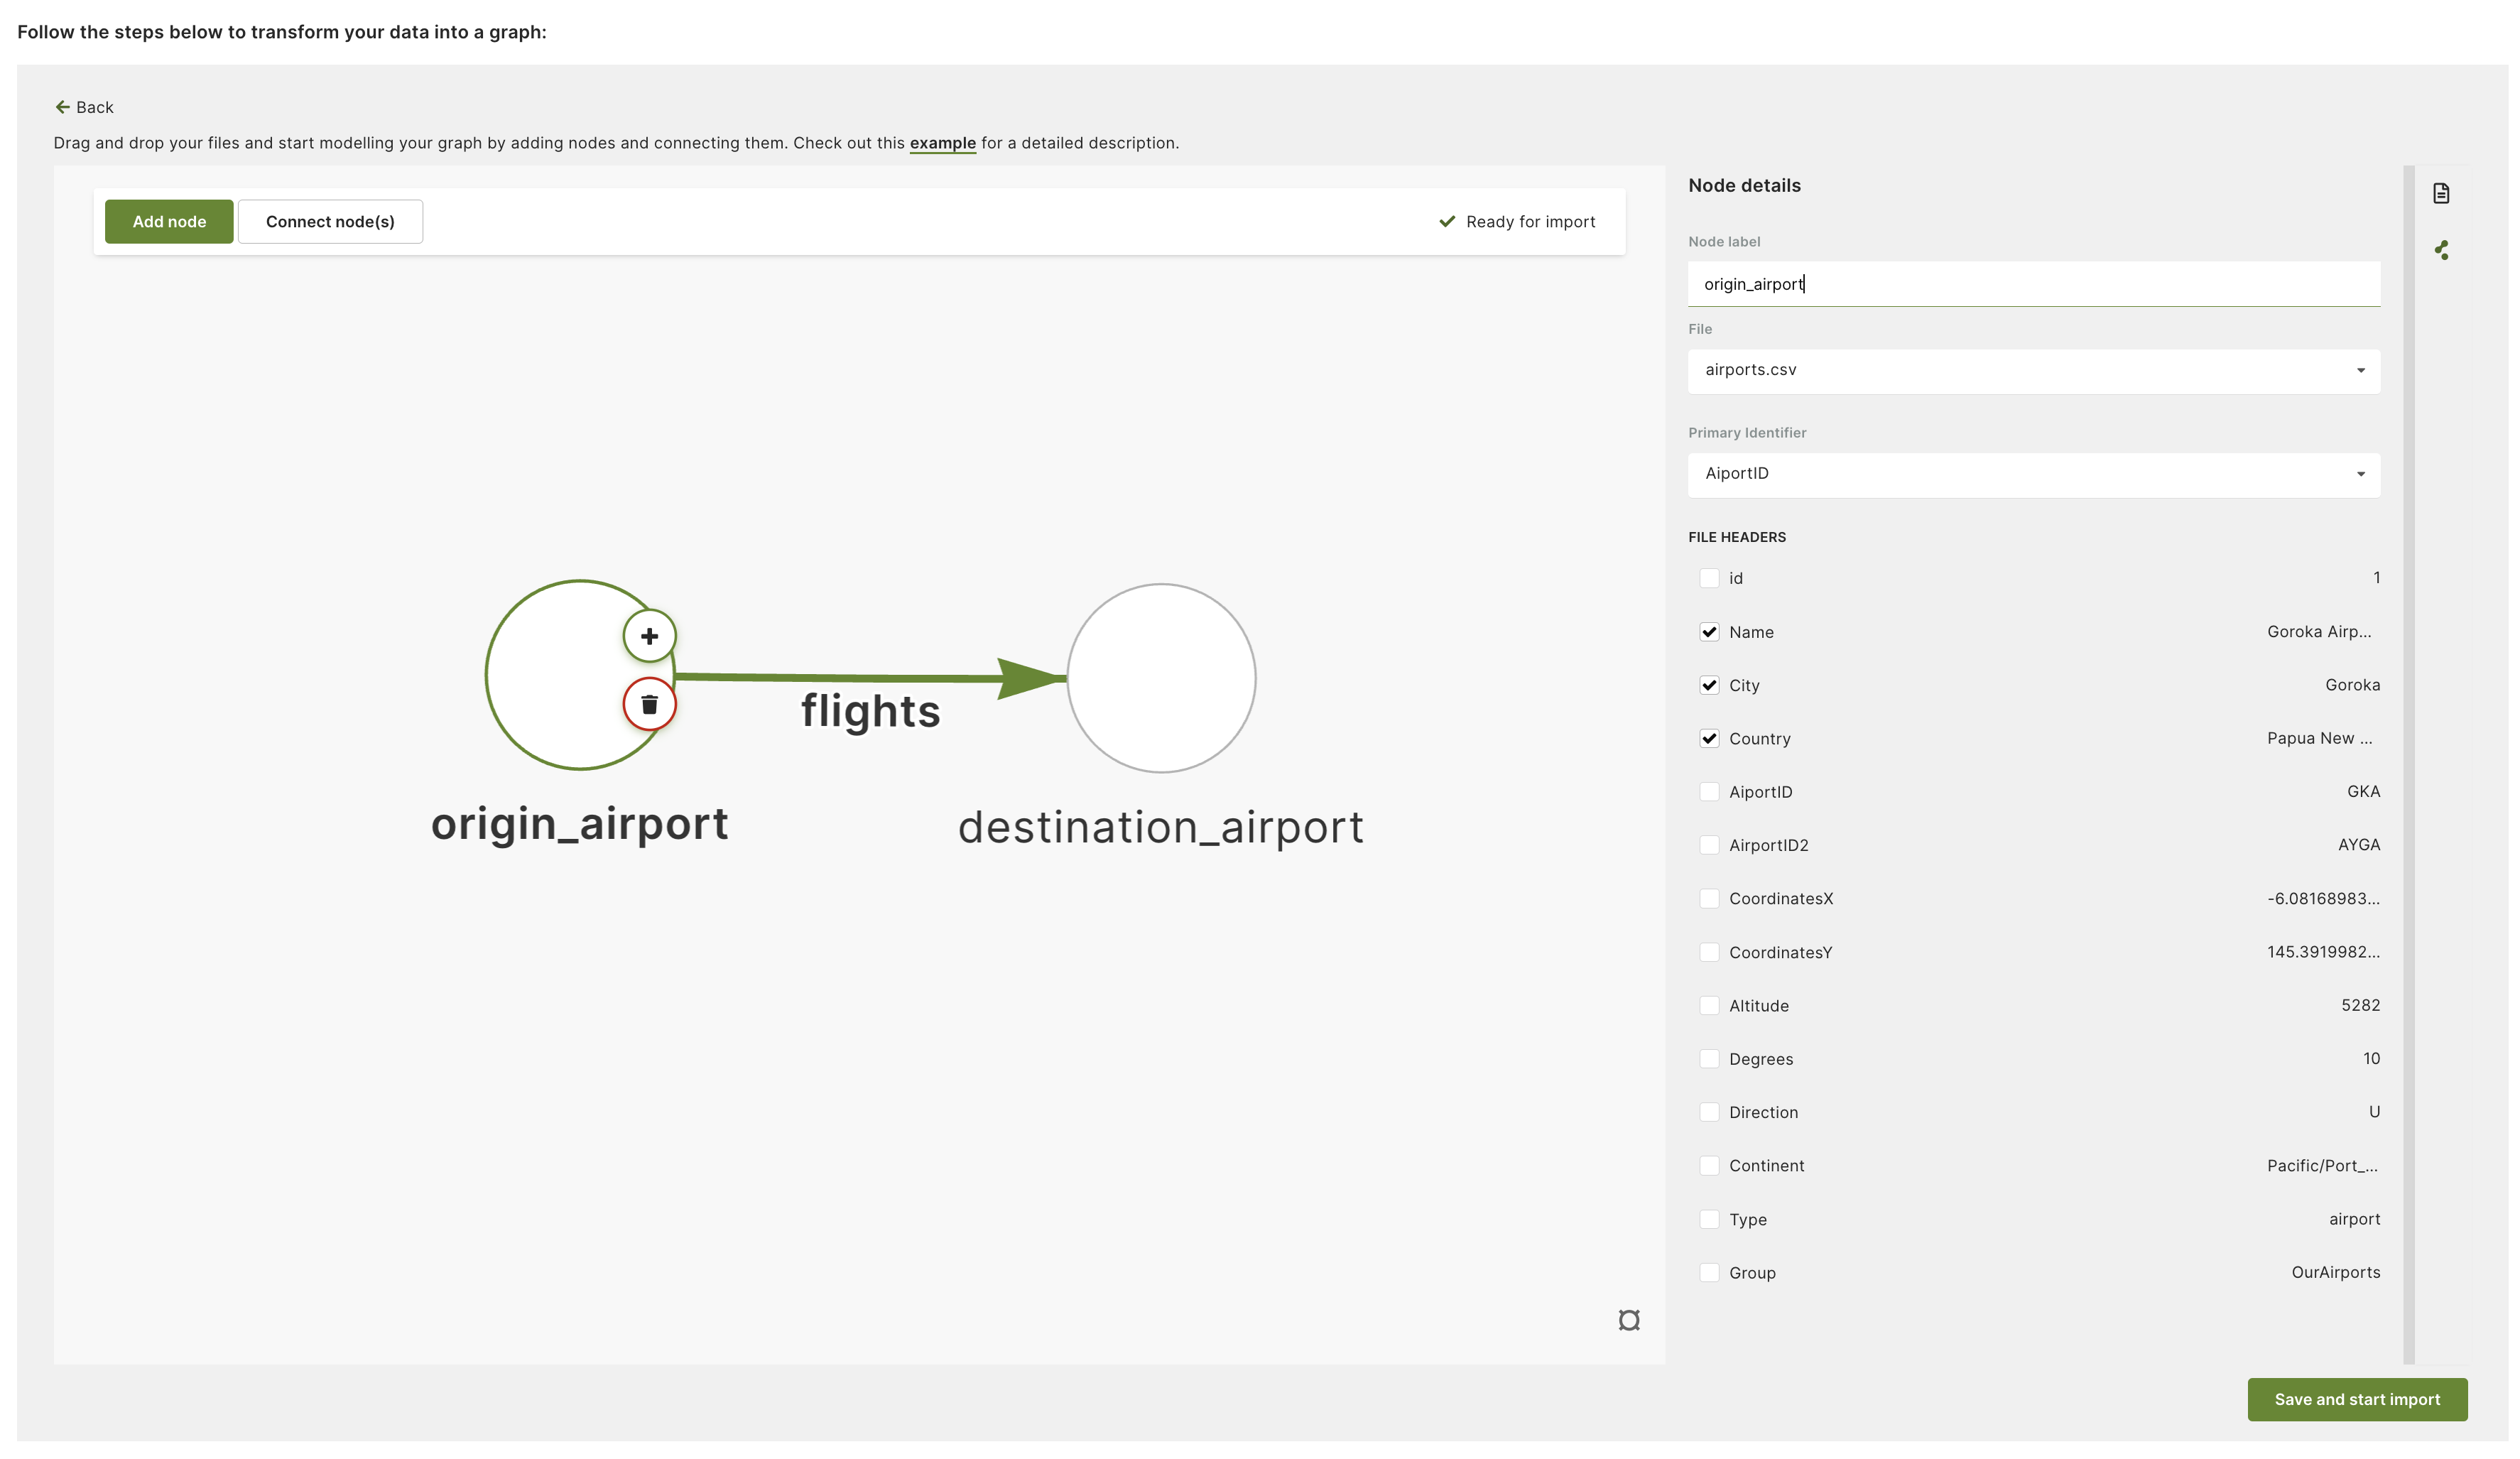 Follow the steps below to transform your data into a graph:
Back
Drag and drop your files and start modelling your graph by adding nodes and connecting them. Check out this example for a detailed description.
Add node
Connect node(s)
Ready for import
flights
origin_airport
destination_airport
Node details
Node label
origin_airport
File
airports.csv
Primary Identifier
AiportID
FILE HEADERS
id 1
Name Goroka Airp...
City Goroka
Country Papua New ...
AiportID GKA
AirportID2 AYGA
CoordinatesX -6.08168983...
CoordinatesY 145.3919982...
Altitude 5282
Degrees 10
Direction U
Continent Pacific/Port_...
Type airport
Group OurAirports
Save and start import